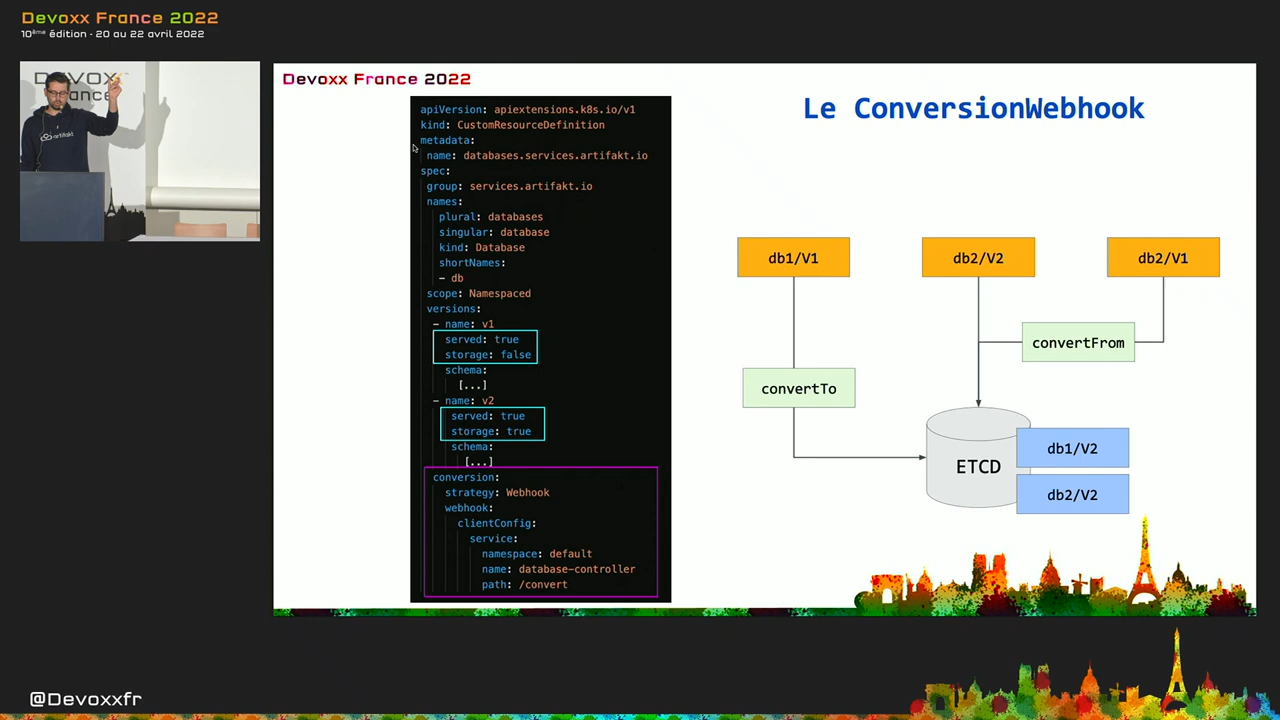 Devoxx France 2022
10ème édition · 20 au 22 avril 2022
DEVOXXfr
France
artifakt
Devoxx France 2022
Le ConversionWebhook
apiVersion: apiextensions.k8s.io/v1
kind: CustomResourceDefinition
metadata:
name: databases.services.artifakt.io
spec:
group: services.artifakt.io
names:
plural: databases
singular: database
kind: Database
shortNames:
- db
scope: Namespaced
versions:
- name: v1
served: true
storage: false
schema:
[...]
- name: v2
served: true
storage: true
schema:
[...]
conversion:
strategy: Webhook
webhook:
clientConfig:
service:
namespace: default
name: database-controller
path: /convert
db1/V1
db2/V2
db2/V1
convertFrom
convertTo
ETCD
db1/V2
db2/V2
@Devoxxfr